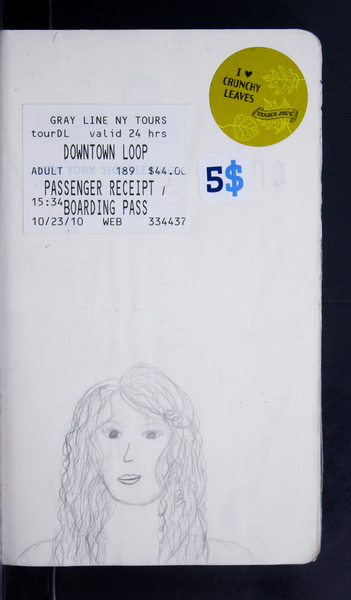 I ♥
CRUNCHY
LEAVES
TRADER JOE'S
GRAY LINE NY TOURS
tourDL valid 24 hrs
DOWNTOWN LOOP
ADULT 189 $44.00
PASSENGER RECEIPT /
15:34 BOARDING PASS
10/23/10 WEB 334437
5$